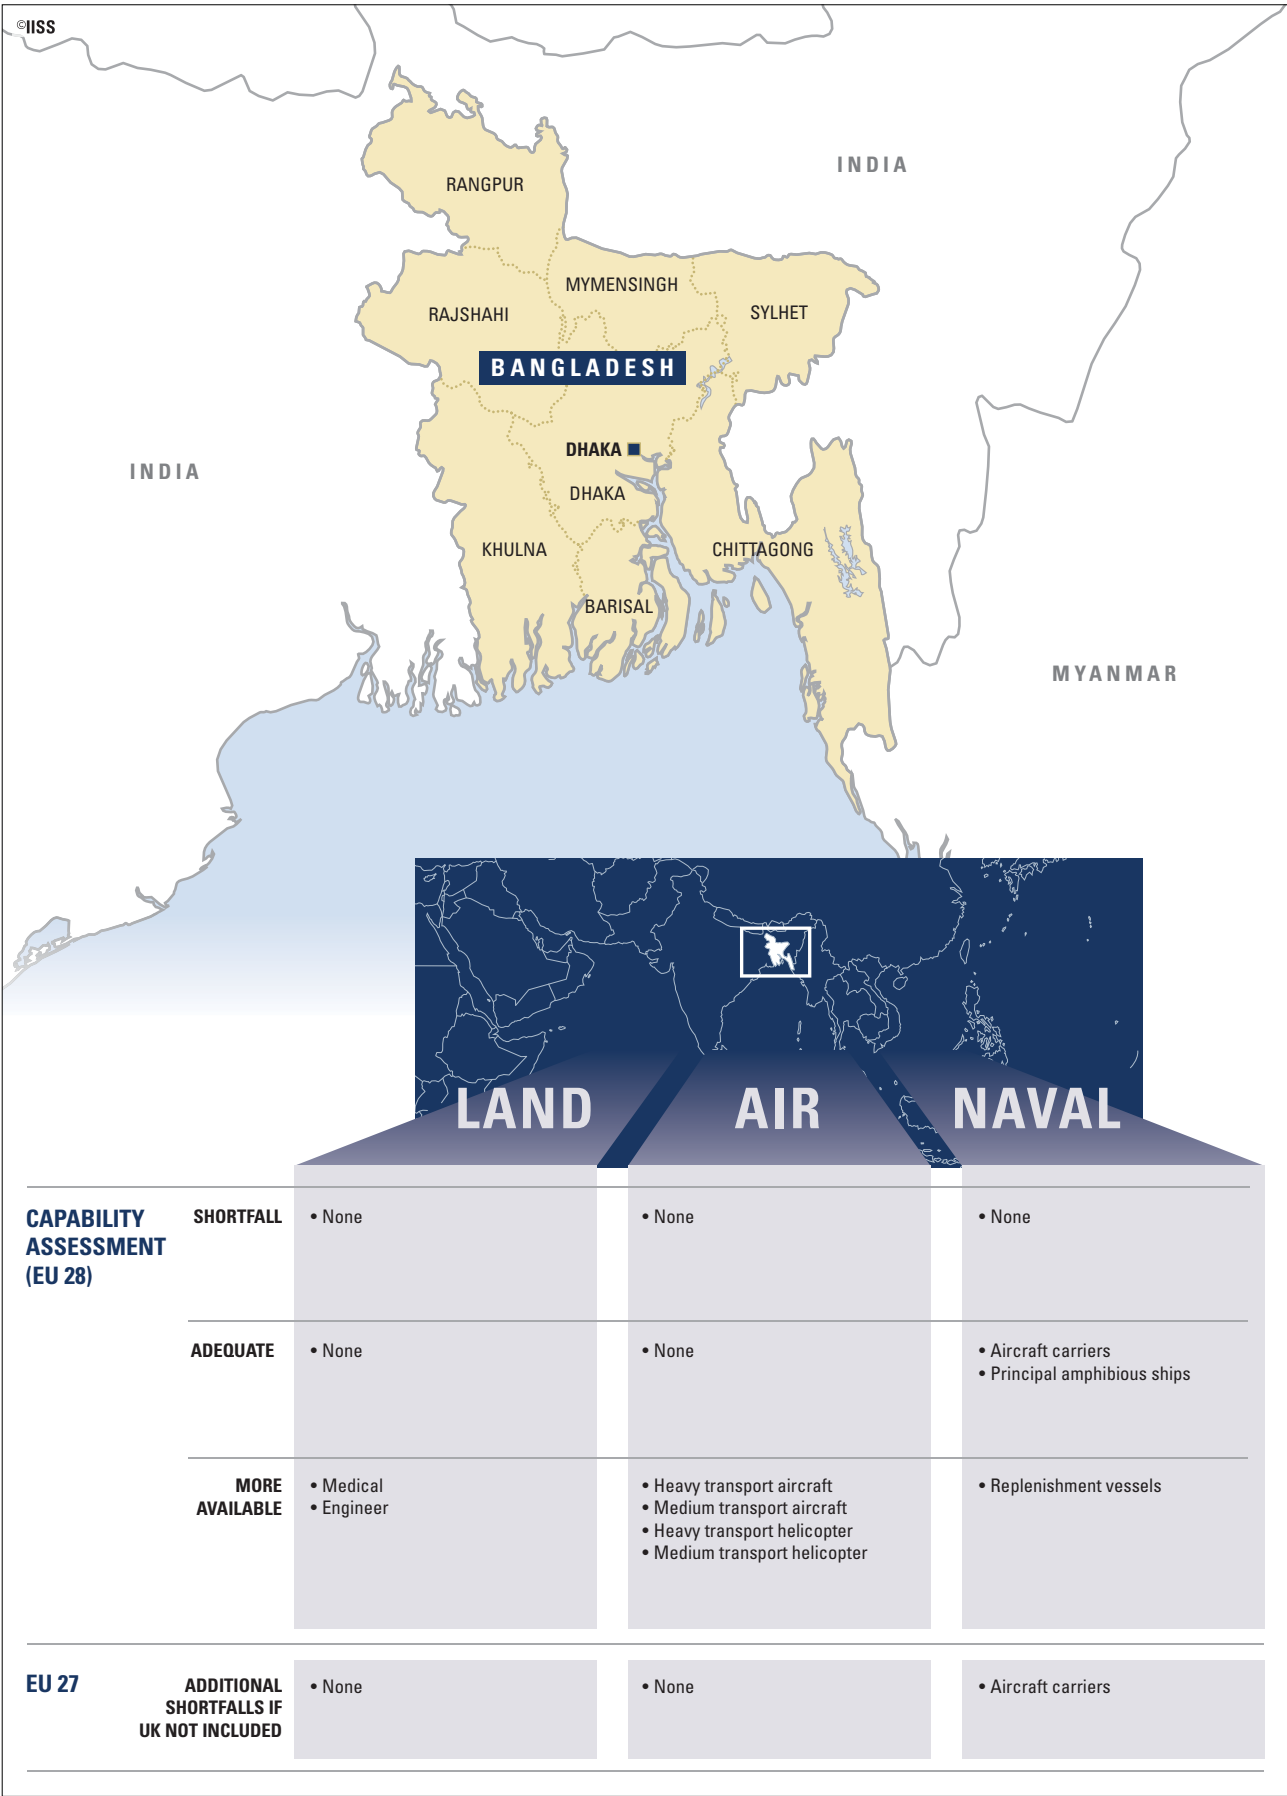 ©IISS
INDIA
RANGPUR
MYMENSINGH
RAJSHAHI
SYLHET
BANGLADESH
DHAKA
INDIA
DHAKA
KHULNA
CHITTAGONG
BARISAL
MYANMAR
LAND
AIR
NAVAL
CAPABILITY
ASSESSMENT
(EU 28)
SHORTFALL
• None
• None
• None
ADEQUATE
• None
• None
• Aircraft carriers
• Principal amphibious ships
MORE
AVAILABLE
• Medical
• Engineer
• Heavy transport aircraft
• Medium transport aircraft
• Heavy transport helicopter
• Medium transport helicopter
• Replenishment vessels
EU 27
ADDITIONAL
SHORTFALLS IF
UK NOT INCLUDED
• None
• None
• Aircraft carriers